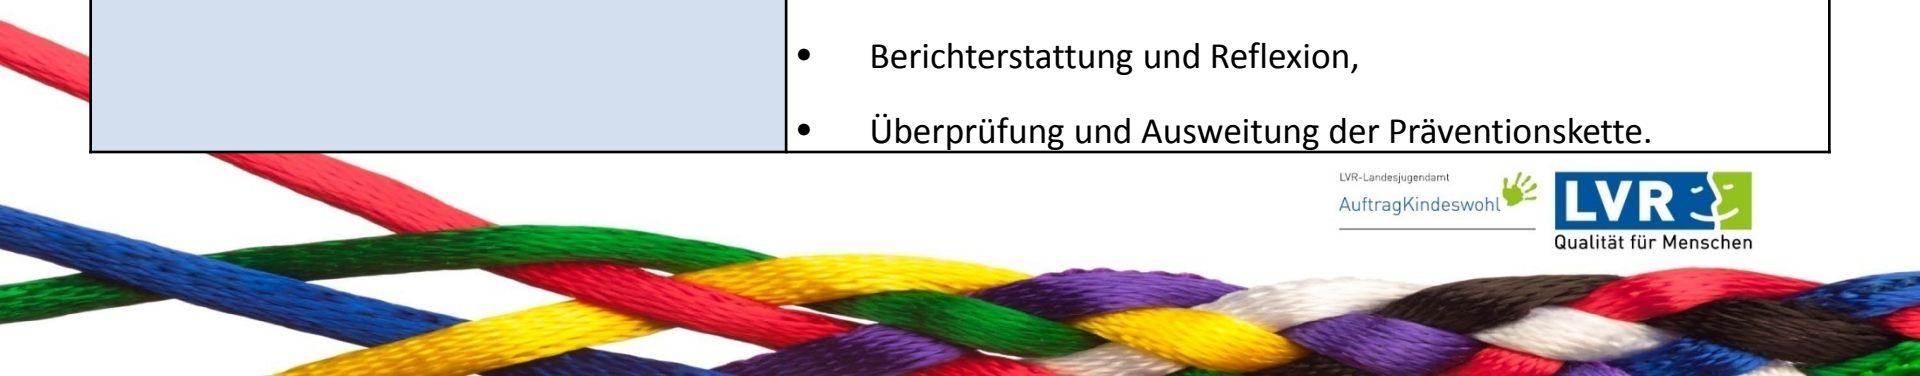 • Berichterstattung und Reflexion,
• Überprüfung und Ausweitung der Präventionskette.
LVR-Landesjugendamt
AuftragKindeswohl
LVR
Qualität für Menschen